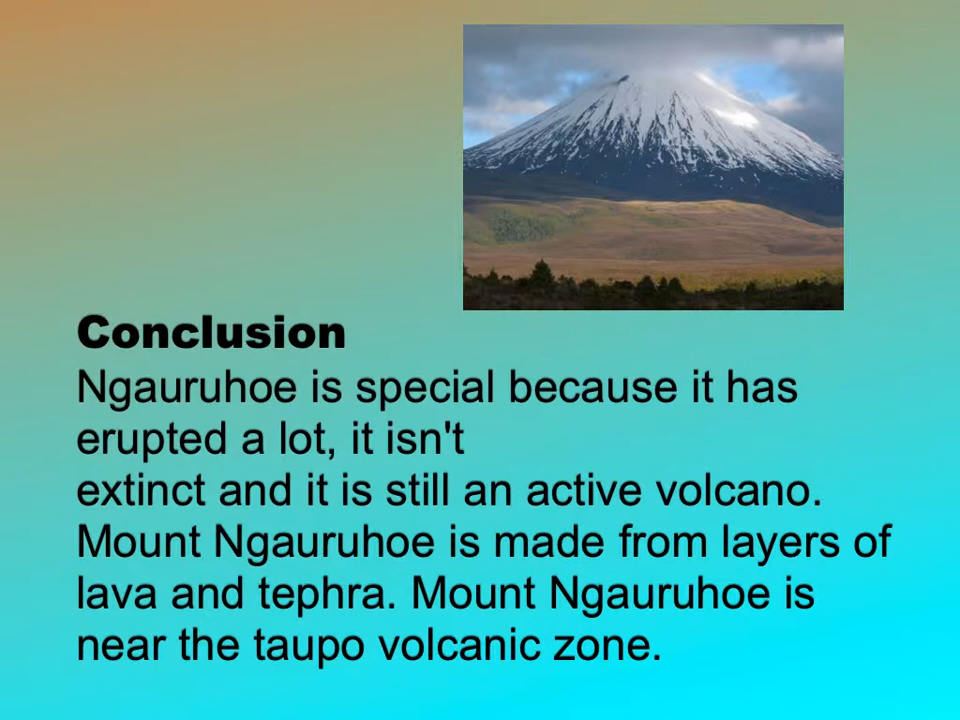 Conclusion
Ngauruhoe is special because it has
erupted a lot, it isn't
extinct and it is still an active volcano.
Mount Ngauruhoe is made from layers of
lava and tephra. Mount Ngauruhoe is
near the taupo volcanic zone.